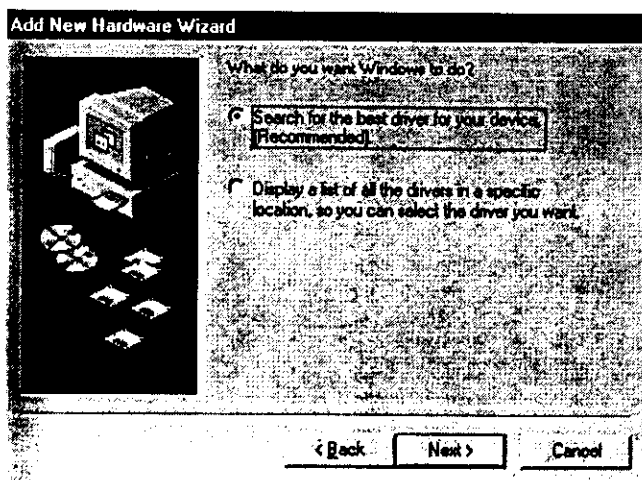 Add New Hardware Wizard
What do you want Windows to do?
Search for the best driver for your device.
(Recommended).
Display a list of all the drivers in a specific
location, so you can select the driver you want.
< Back
Next >
Cancel